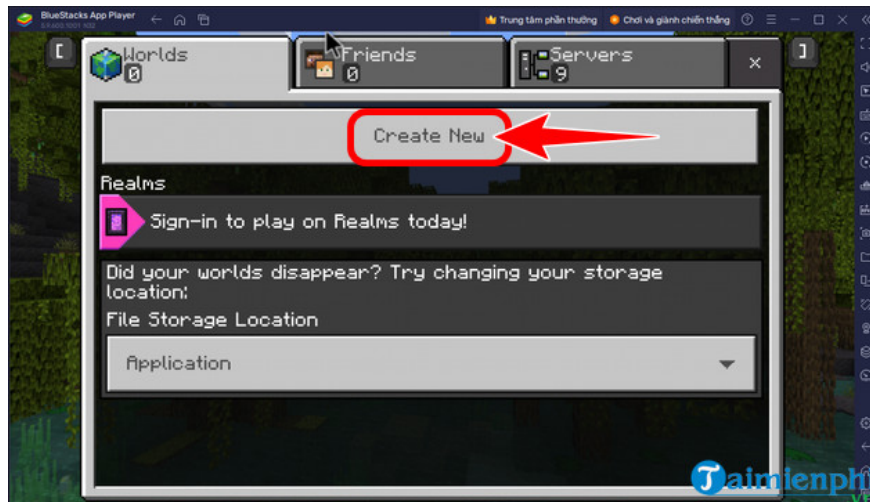 BlueStacks App Player
Trung tâm phần thưởng
Chơi và giành chiến thắng
Worlds
0
Friends
0
Servers
9
Create New
Realms
Sign-in to play on Realms today!
Did your worlds disappear? Try changing your storage
location:
File Storage Location
Application
Taimienph